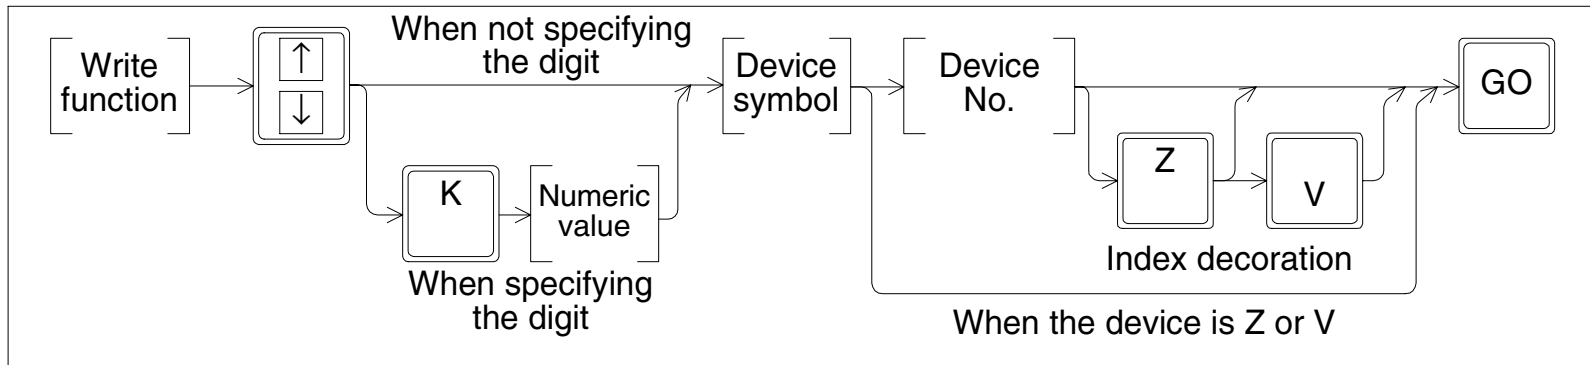 Write
function
↑
↓
When not specifying
the digit
K
Numeric
value
When specifying
the digit
Device
symbol
Device
No.
Z
V
Index decoration
When the device is Z or V
GO